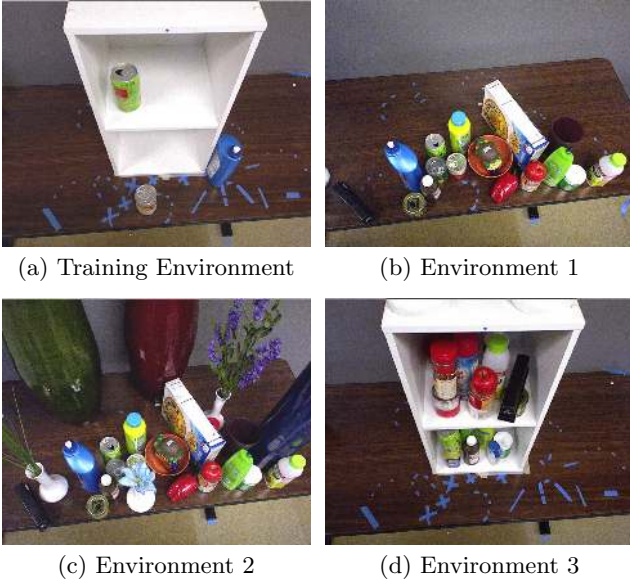 (a) Training Environment
(b) Environment 1
(c) Environment 2
(d) Environment 3